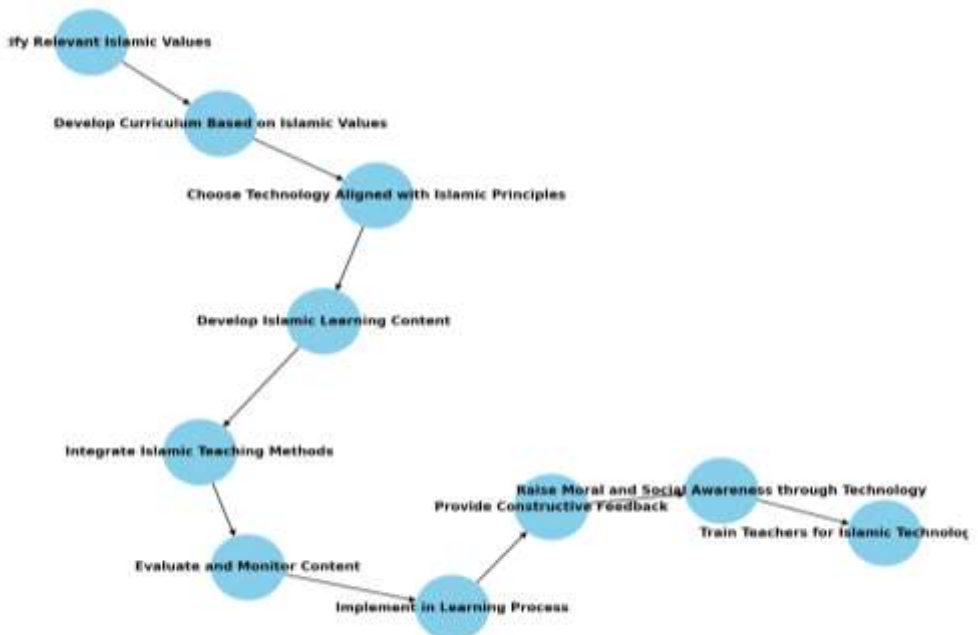 ify Relevant Islamic Values
Develop Curriculum Based on Islamic Values
Choose Technology Aligned with Islamic Principles
Develop Islamic Learning Content
Integrate Islamic Teaching Methods
Evaluate and Monitor Content
Implement in Learning Process
Provide Constructive Feedback
Raise Moral and Social Awareness through Technology
Train Teachers for Islamic Technolog